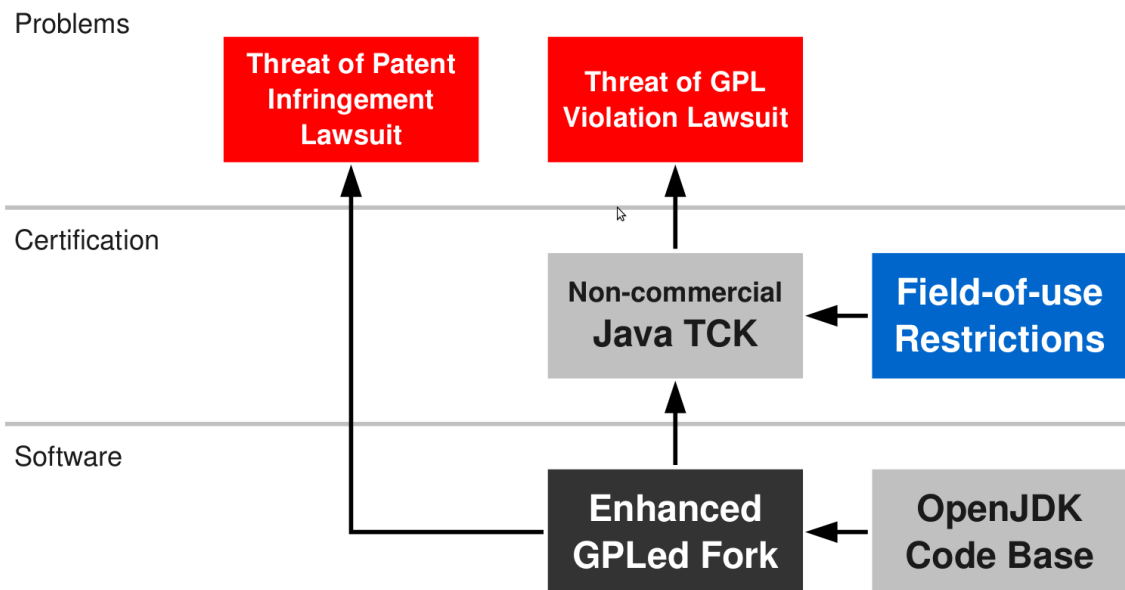 Problems
Threat of Patent
Infringement
Lawsuit
Threat of GPL
Violation Lawsuit
Certification
Non-commercial
Java TCK
Field-of-use
Restrictions
Software
Enhanced
GPLed Fork
OpenJDK
Code Base